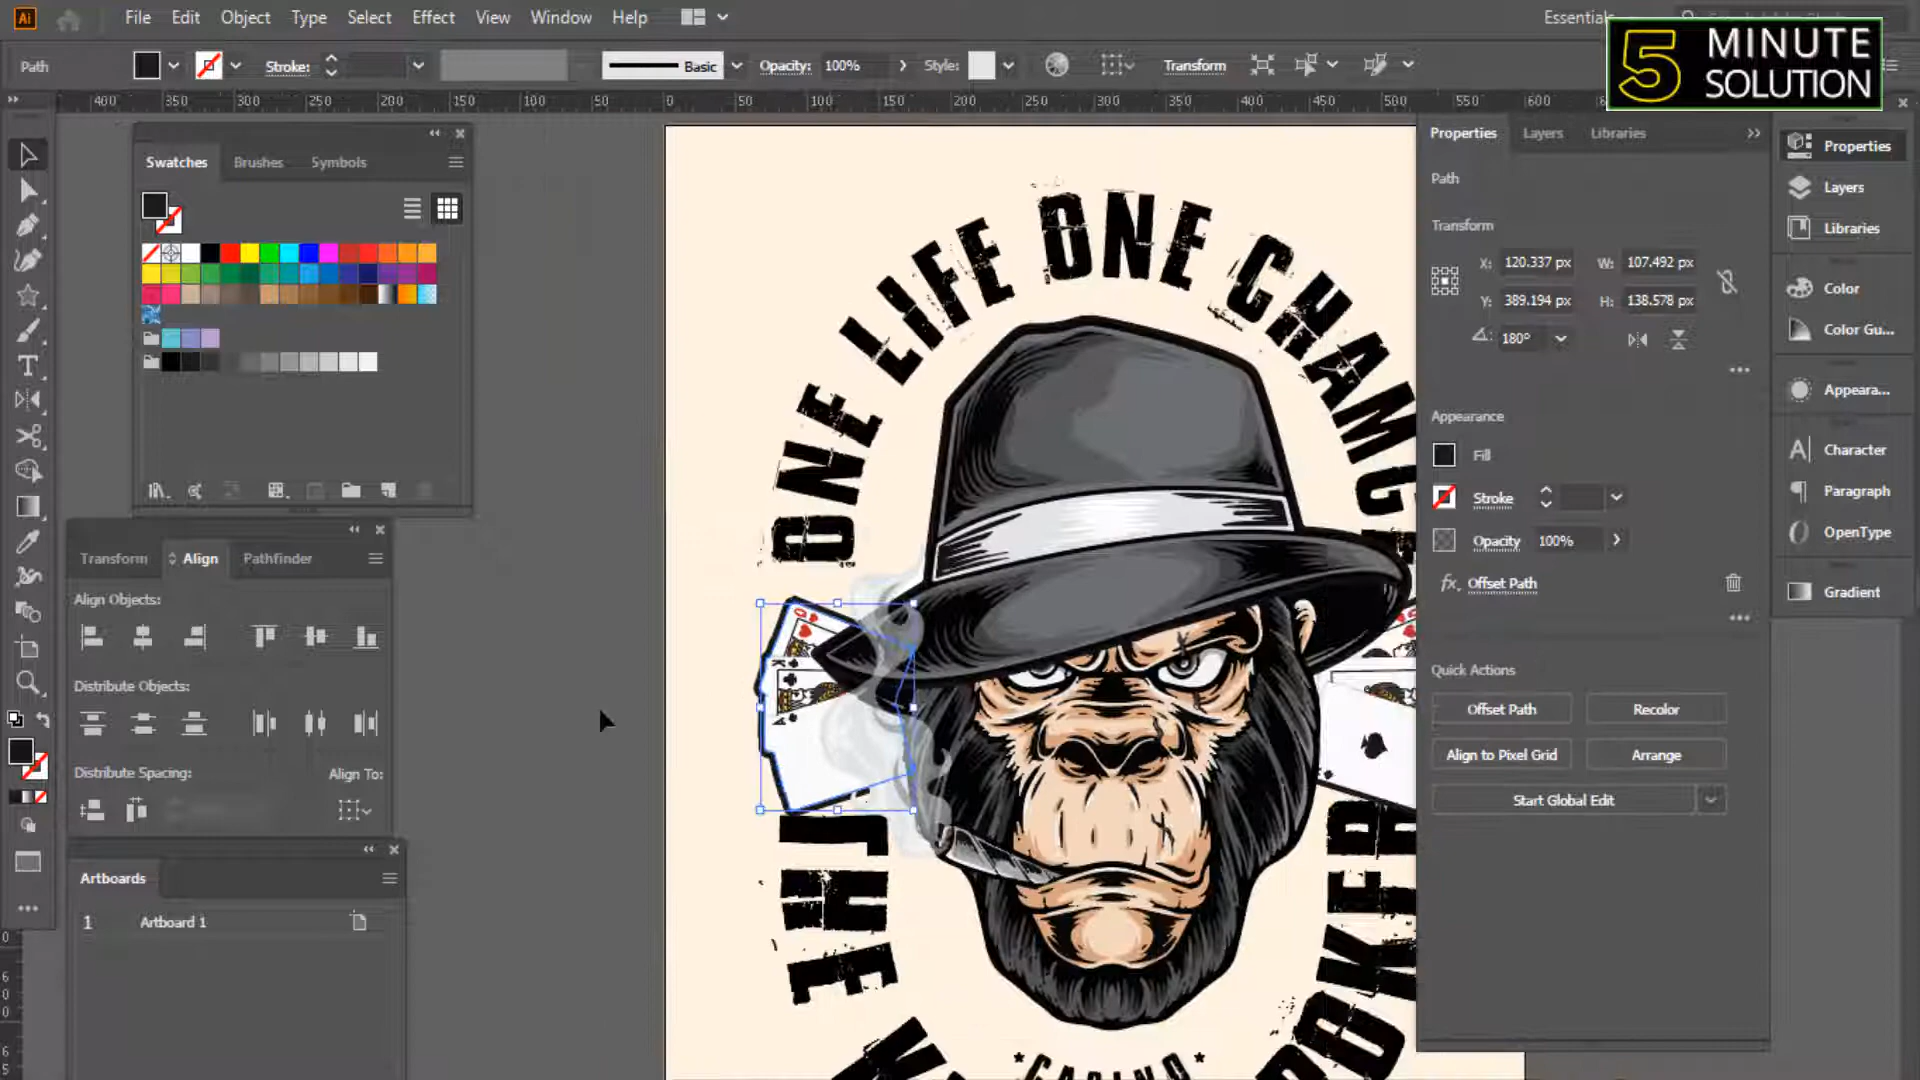 Ai File Edit Object Type Select Effect View Window Help Essentials
5 MINUTE SOLUTION
Path Stroke: Basic Opacity: 100% Style: Transform
400 350 300 250 200 150 100 50 0 50 100 150 200 250 300 350 400 450 500 550 600
Swatches Brushes Symbols
Transform Align Pathfinder
Align Objects:
Distribute Objects:
Distribute Spacing: Align To:
Artboards
1 Artboard 1
ONE LIFE ONE CHANG
THE
POKER
CASINO
K
A
Properties Layers Libraries
Path
Transform
X: 120.337 px W: 107.492 px
Y: 389.194 px H: 138.578 px
180°
Appearance
Fill
Stroke
Opacity 100%
fx. Offset Path
Quick Actions
Offset Path Recolor
Align to Pixel Grid Arrange
Start Global Edit
Properties
Layers
Libraries
Color
Color Gu...
Appeara...
Character
Paragraph
OpenType
Gradient